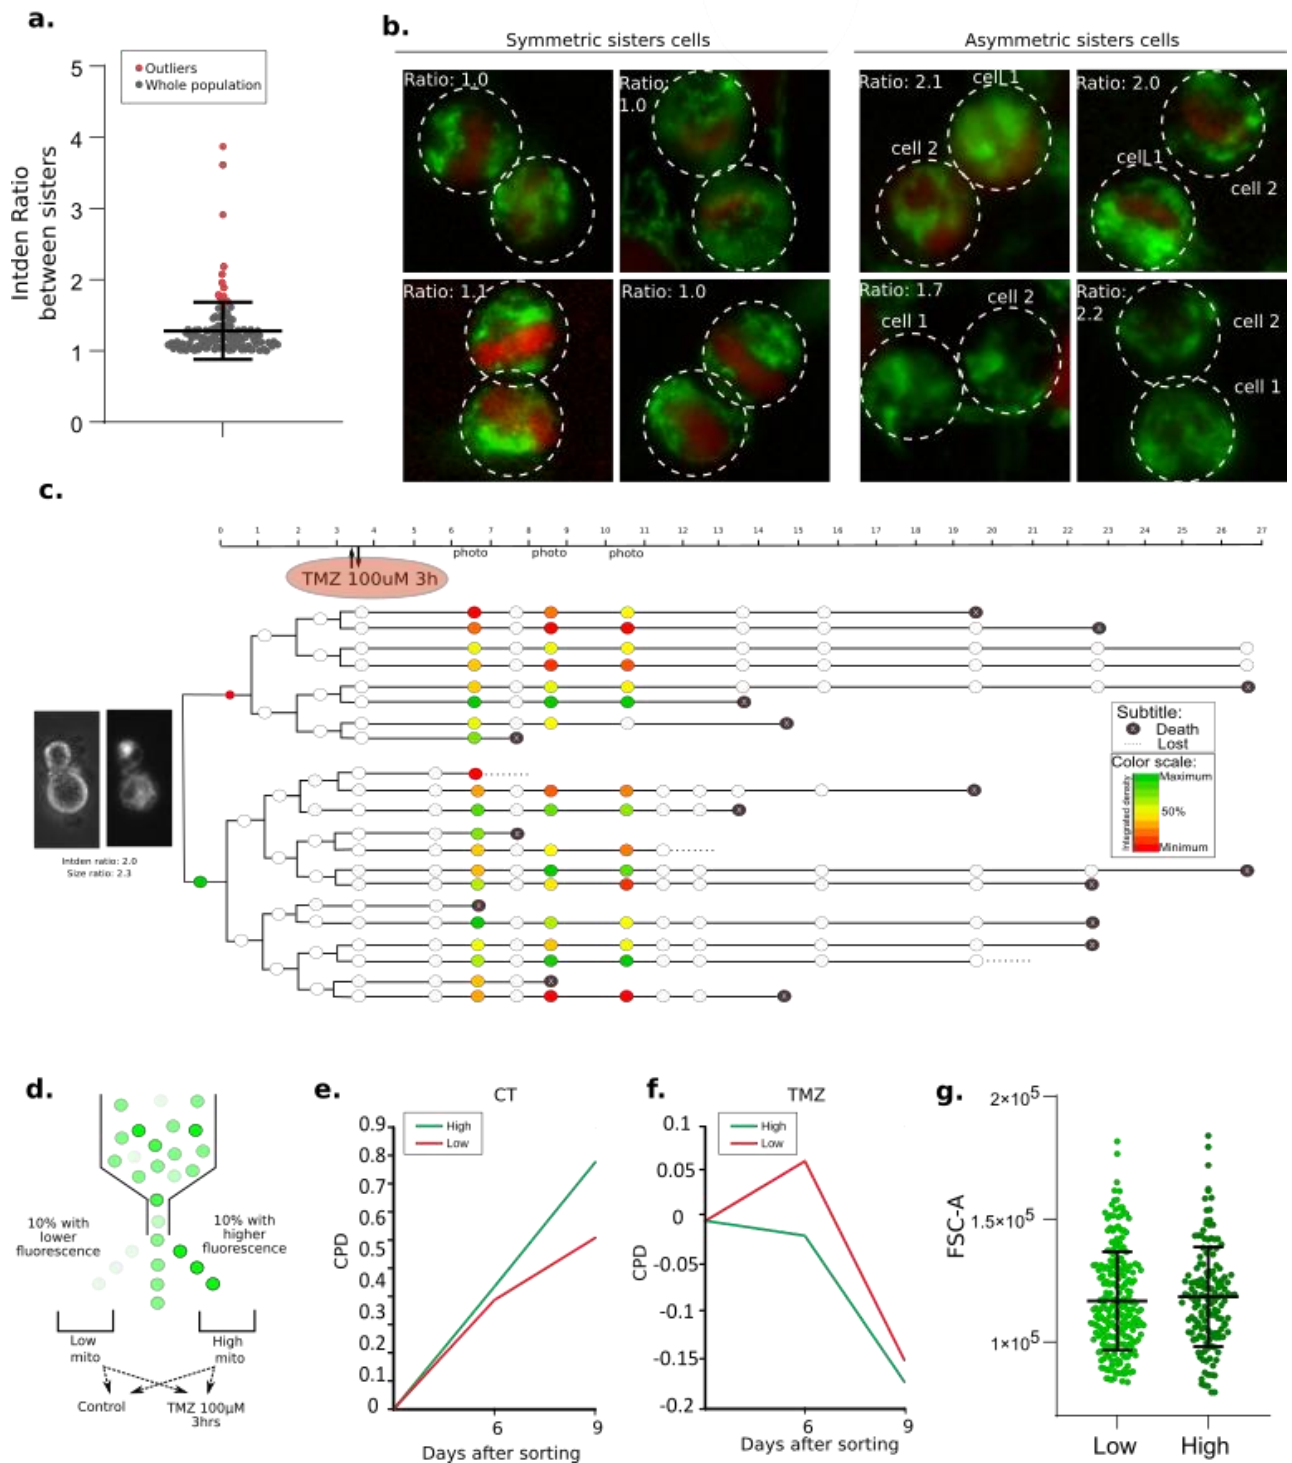 a.
5
4
3
2
1
0
Outliers
Whole population
Intden Ratio
between sisters
b.
Symmetric sisters cells
Asymmetric sisters cells
Ratio: 1.0
Ratio:
1.0
Ratio: 2.1
cell 1
cell 2
Ratio: 2.0
cell 1
cell 2
Ratio: 1.1
Ratio: 1.0
Ratio: 1.7
cell 1
cell 2
Ratio:
2.2
cell 2
cell 1
c.
0 1 2 3 4 5 6 7 8 9 10 11 12 13 14 15 16 17 18 19 20 21 22 23 24 25 26 27
photo photo photo
TMZ 100uM 3h
Intden ratio: 2.0
Size ratio: 2.3
Subtitle:
Death
Lost
Color scale:
Integrated density
Maximum
50%
Minimum
d.
10% with
lower
fluorescence
10% with
higher
fluorescence
Low
mito
High
mito
Control
TMZ 100µM
3hrs
e.
CT
High
Low
0.9
0.8
0.7
0.6
0.5
0.4
0.3
0.2
0.1
0
CPD
6 9
Days after sorting
f.
TMZ
High
Low
0.1
0.05
0
-0.05
-0.1
-0.15
-0.2
CPD
6 9
Days after sorting
g.
2×10⁵
1.5×10⁵
1×10⁵
FSC-A
Low High